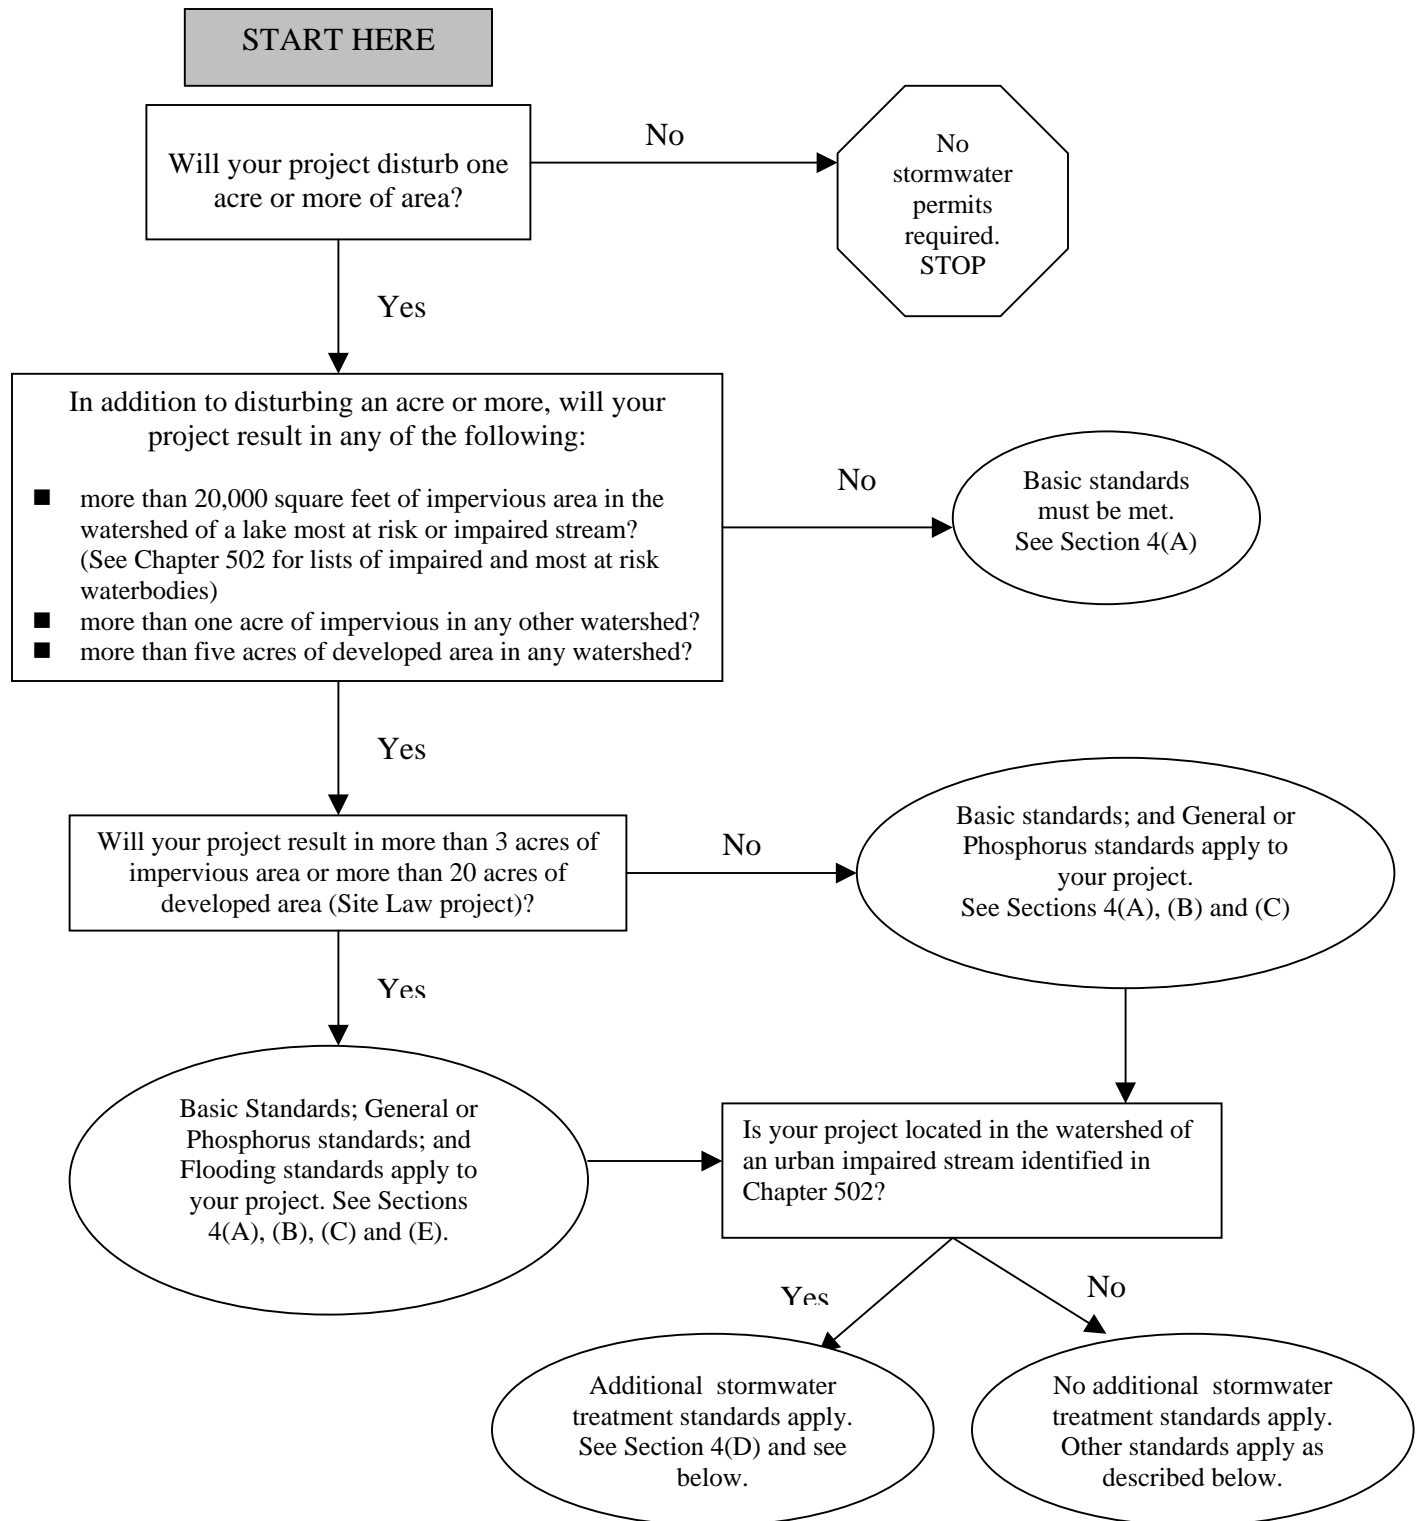 START HERE
Will your project disturb one
acre or more of area?
No
No
stormwater
permits
required.
STOP
Yes
In addition to disturbing an acre or more, will your
project result in any of the following:
■ more than 20,000 square feet of impervious area in the
watershed of a lake most at risk or impaired stream?
(See Chapter 502 for lists of impaired and most at risk
waterbodies)
■ more than one acre of impervious in any other watershed?
■ more than five acres of developed area in any watershed?
No
Basic standards
must be met.
See Section 4(A)
Yes
Will your project result in more than 3 acres of
impervious area or more than 20 acres of
developed area (Site Law project)?
No
Basic standards; and General or
Phosphorus standards apply to
your project.
See Sections 4(A), (B) and (C)
Yes
Basic Standards; General or
Phosphorus standards; and
Flooding standards apply to
your project. See Sections
4(A), (B), (C) and (E).
Is your project located in the watershed of
an urban impaired stream identified in
Chapter 502?
Yes
No
Additional stormwater
treatment standards apply.
See Section 4(D) and see
below.
No additional stormwater
treatment standards apply.
Other standards apply as
described below.